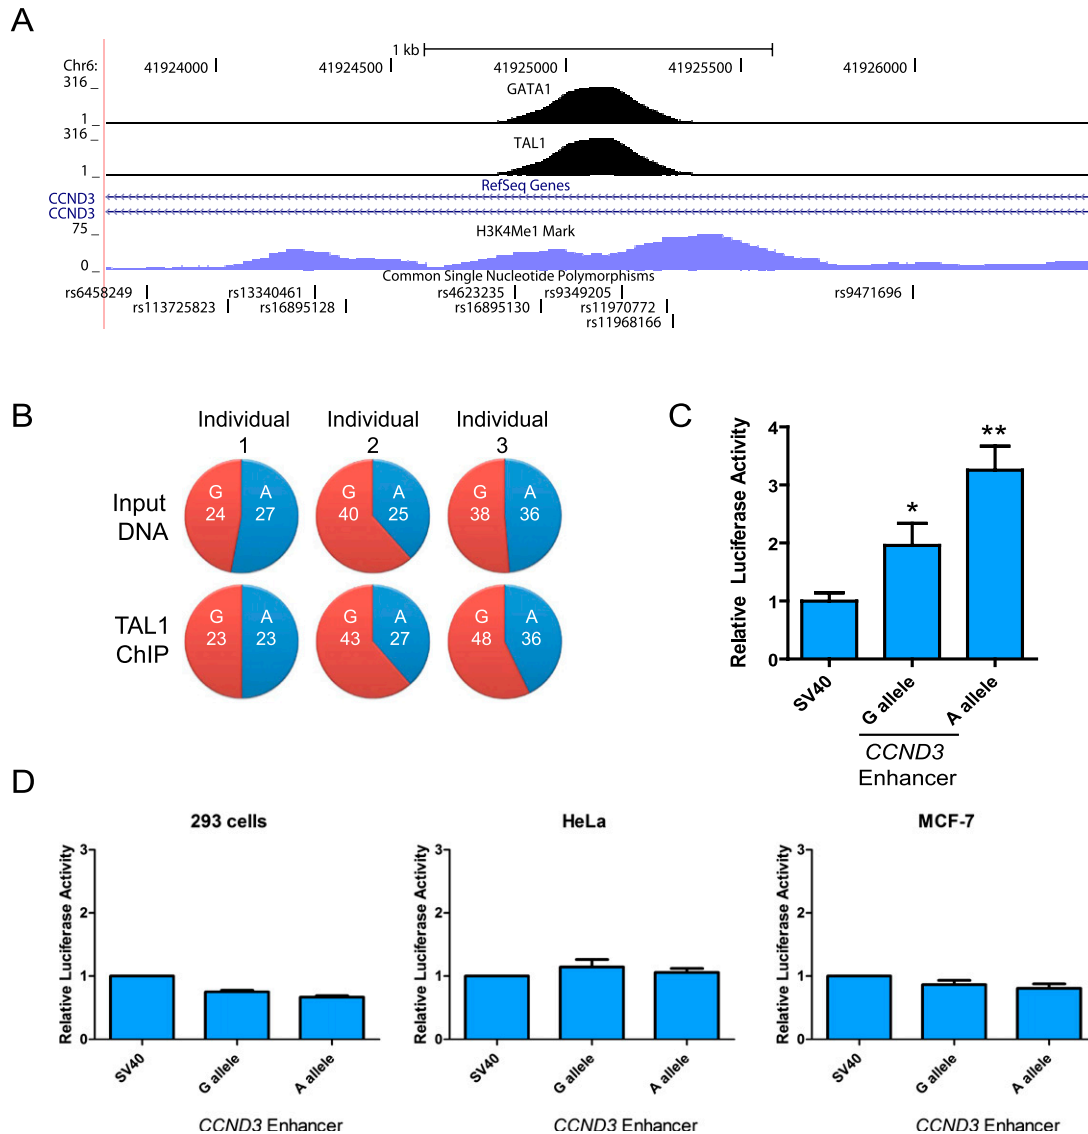 A
1 kb
Chr6: 41924000 41924500 41925000 41925500 41926000
316
GATA1
1
316
TAL1
1
RefSeq Genes
CCND3
CCND3
75
H3K4Me1 Mark
0
Common Single Nucleotide Polymorphisms
rs6458249 rs13340461 rs4623235 rs9349205 rs9471696
rs113725823 rs16895128 rs16895130 rs11970772
rs11968166
B
Individual 1
Individual 2
Individual 3
Input DNA
G 24 A 27
G 40 A 25
G 38 A 36
TAL1 ChIP
G 23 A 23
G 43 A 27
G 48 A 36
C
Relative Luciferase Activity
4
3
2
1
0
*
**
SV40
G allele
A allele
CCND3
Enhancer
D
293 cells
Relative Luciferase Activity
3
2
1
0
SV40
G allele
A allele
CCND3 Enhancer
HeLa
Relative Luciferase Activity
3
2
1
0
SV40
G allele
A allele
CCND3 Enhancer
MCF-7
Relative Luciferase Activity
3
2
1
0
SV40
G allele
A allele
CCND3 Enhancer